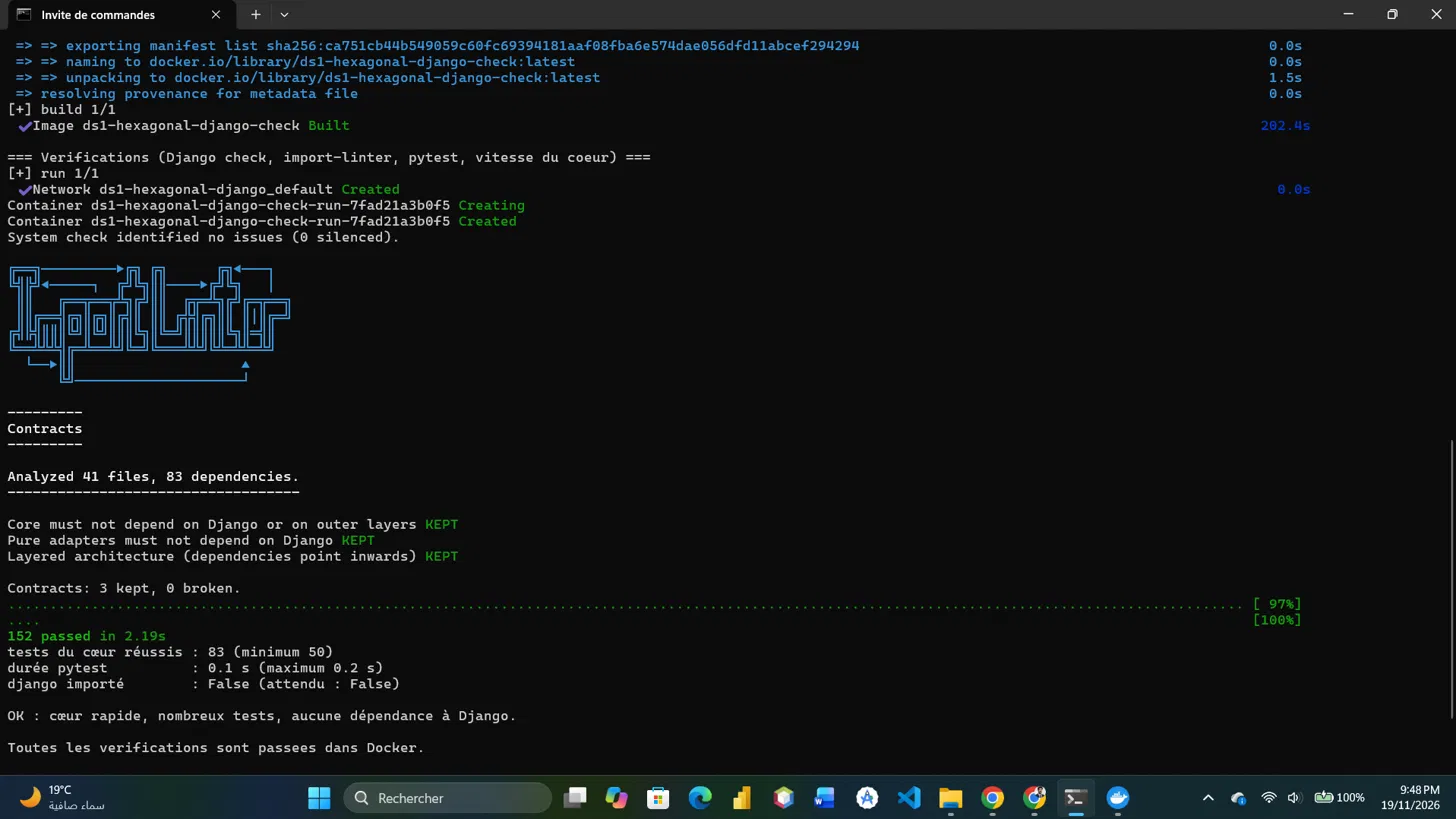 Invite de commandes
=> => exporting manifest list sha256:ca751cb44b549059c60fc69394181aaf08fba6e574dae056dfd11abcef294294 0.0s
=> => naming to docker.io/library/ds1-hexagonal-django-check:latest 0.0s
=> => unpacking to docker.io/library/ds1-hexagonal-django-check:latest 1.5s
=> resolving provenance for metadata file 0.0s
[+] build 1/1
✔Image ds1-hexagonal-django-check Built 202.4s
=== Verifications (Django check, import-linter, pytest, vitesse du coeur) ===
[+] run 1/1
✔Network ds1-hexagonal-django_default Created 0.0s
Container ds1-hexagonal-django-check-run-7fad21a3b0f5 Creating
Container ds1-hexagonal-django-check-run-7fad21a3b0f5 Created
System check identified no issues (0 silenced).
Import Linter
---------
Contracts
---------
Analyzed 41 files, 83 dependencies.
-----------------------------------
Core must not depend on Django or on outer layers KEPT
Pure adapters must not depend on Django KEPT
Layered architecture (dependencies point inwards) KEPT
Contracts: 3 kept, 0 broken.
.................................................................................................................................................... [ 97%]
.... [100%]
152 passed in 2.19s
tests du cœur réussis : 83 (minimum 50)
durée pytest : 0.1 s (maximum 0.2 s)
django importé : False (attendu : False)
OK : cœur rapide, nombreux tests, aucune dépendance à Django.
Toutes les verifications sont passees dans Docker.
19°C
سماء صافية
Rechercher
100%
9:48 PM
19/11/2026